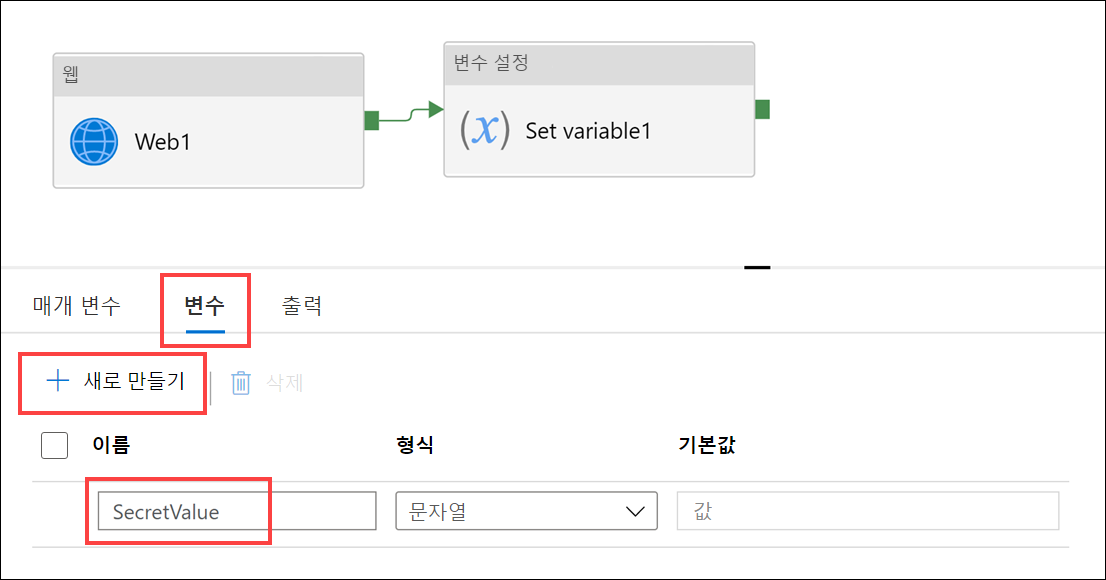 웹
Web1
변수 설정
(x) Set variable1
매개 변수 변수 출력
새로 만들기 삭제
이름 형식 기본값
SecretValue 문자열 값